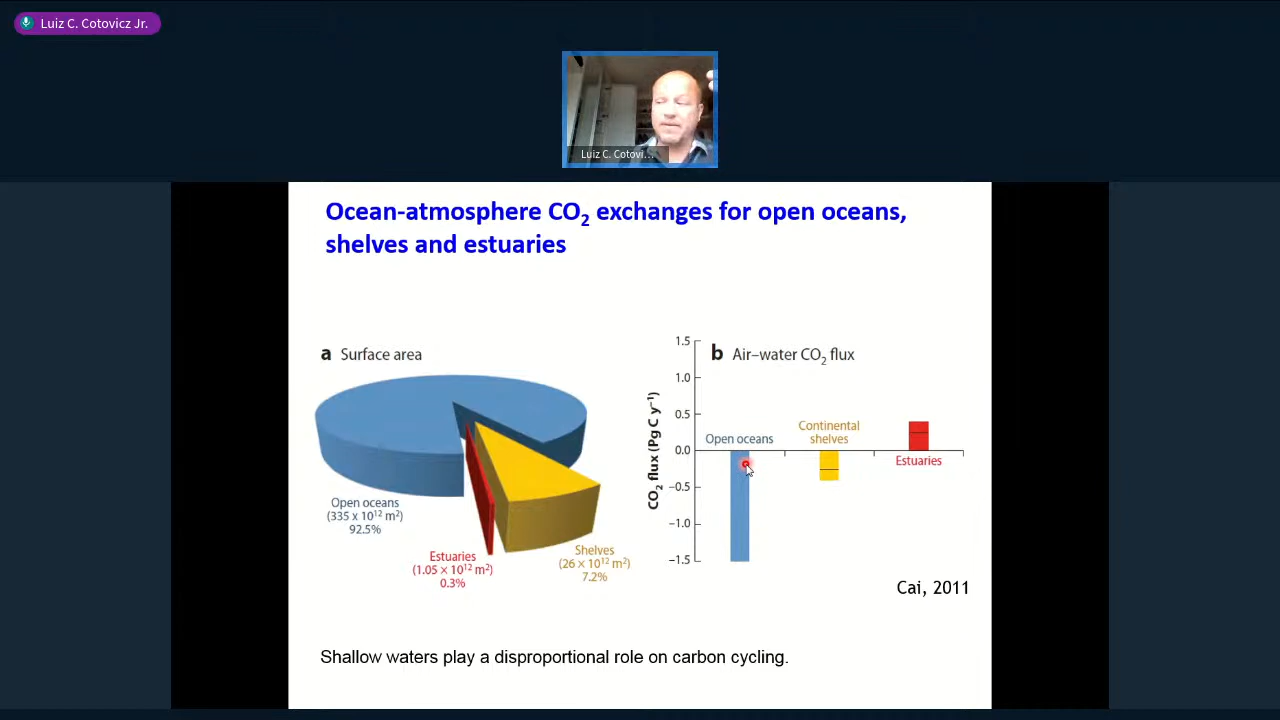 Luiz C. Cotovicz Jr.
Luiz C. Cotovi...
Ocean-atmosphere CO2 exchanges for open oceans,
shelves and estuaries
a Surface area
Open oceans
(335 x 10¹² m²)
92.5%
Estuaries
(1.05 × 10¹² m²)
0.3%
Shelves
(26 × 10¹² m²)
7.2%
b Air–water CO2 flux
CO2 flux (Pg C y⁻¹)
1.5
1.0
0.5
0.0
−0.5
−1.0
−1.5
Open oceans
Continental
shelves
Estuaries
Cai, 2011
Shallow waters play a disproportional role on carbon cycling.